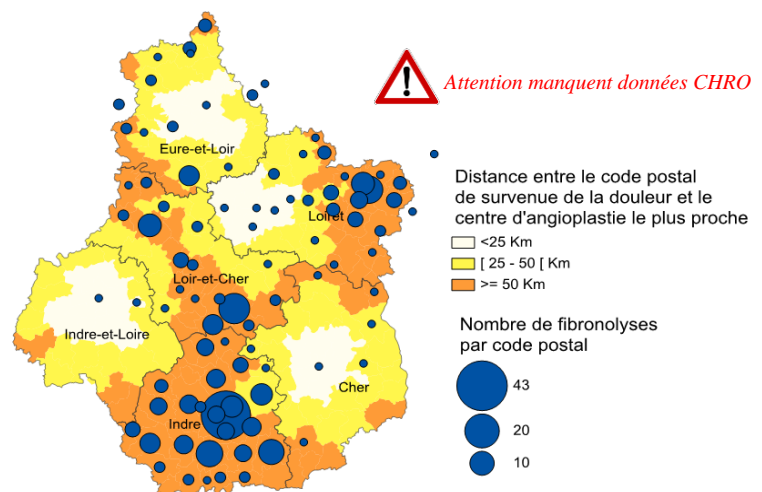 Attention manquent données CHRO
Eure-et-Loir
Loiret
Loir-et-Cher
Indre-et-Loire
Cher
Indre
Distance entre le code postal
de survenue de la douleur et le
centre d'angioplastie le plus proche
<25 Km
[ 25 - 50 [ Km
>= 50 Km
Nombre de fibronolyses
par code postal
43
20
10